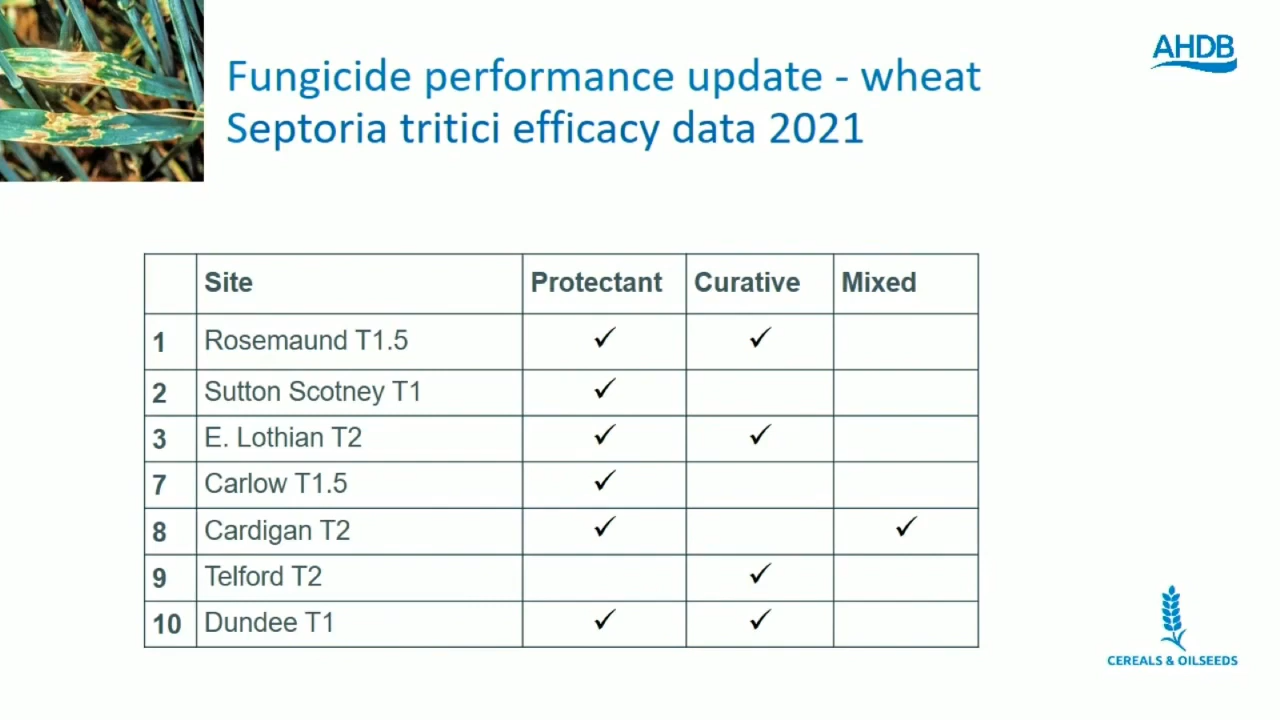 AHDB
Fungicide performance update - wheat
Septoria tritici efficacy data 2021
Site Protectant Curative Mixed
1 Rosemaund T1.5 ✓ ✓
2 Sutton Scotney T1 ✓
3 E. Lothian T2 ✓ ✓
7 Carlow T1.5 ✓
8 Cardigan T2 ✓ ✓
9 Telford T2 ✓
10 Dundee T1 ✓ ✓
CEREALS & OILSEEDS